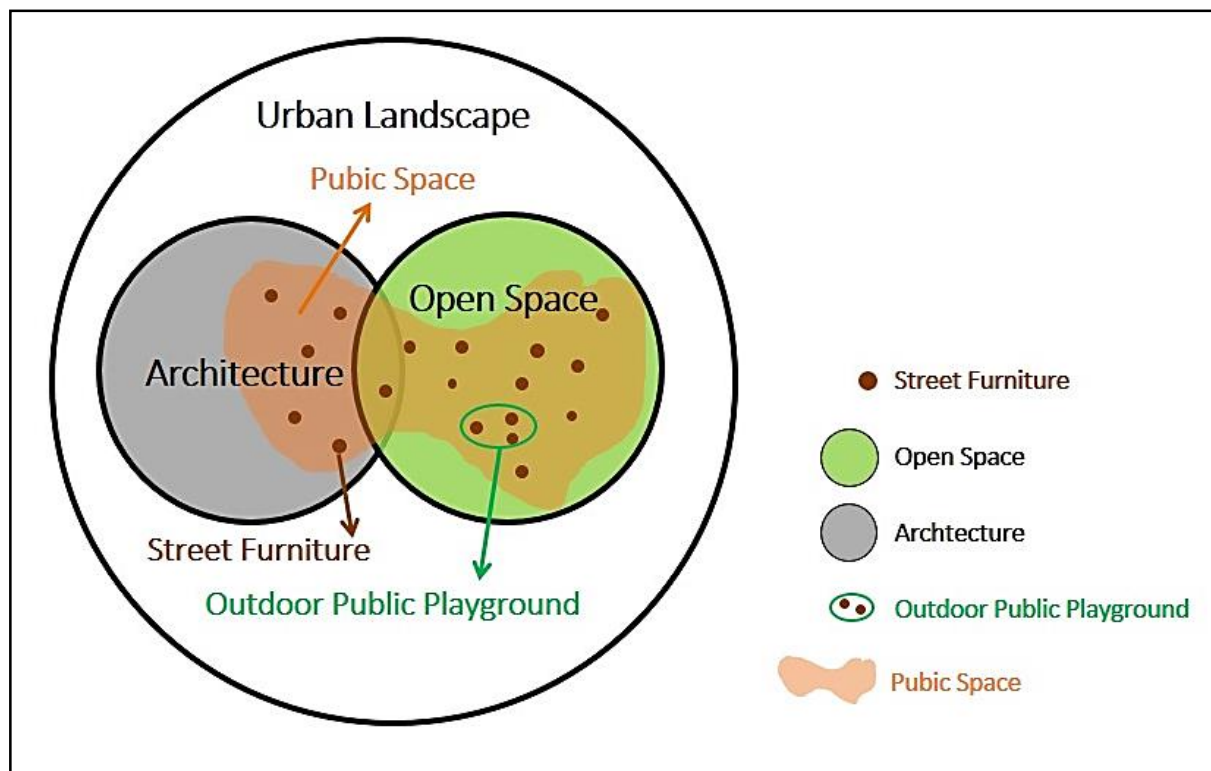 Urban Landscape
Pubic Space
Open Space
Architecture
Street Furniture
Outdoor Public Playground
Street Furniture
Open Space
Archtecture
Outdoor Public Playground
Pubic Space